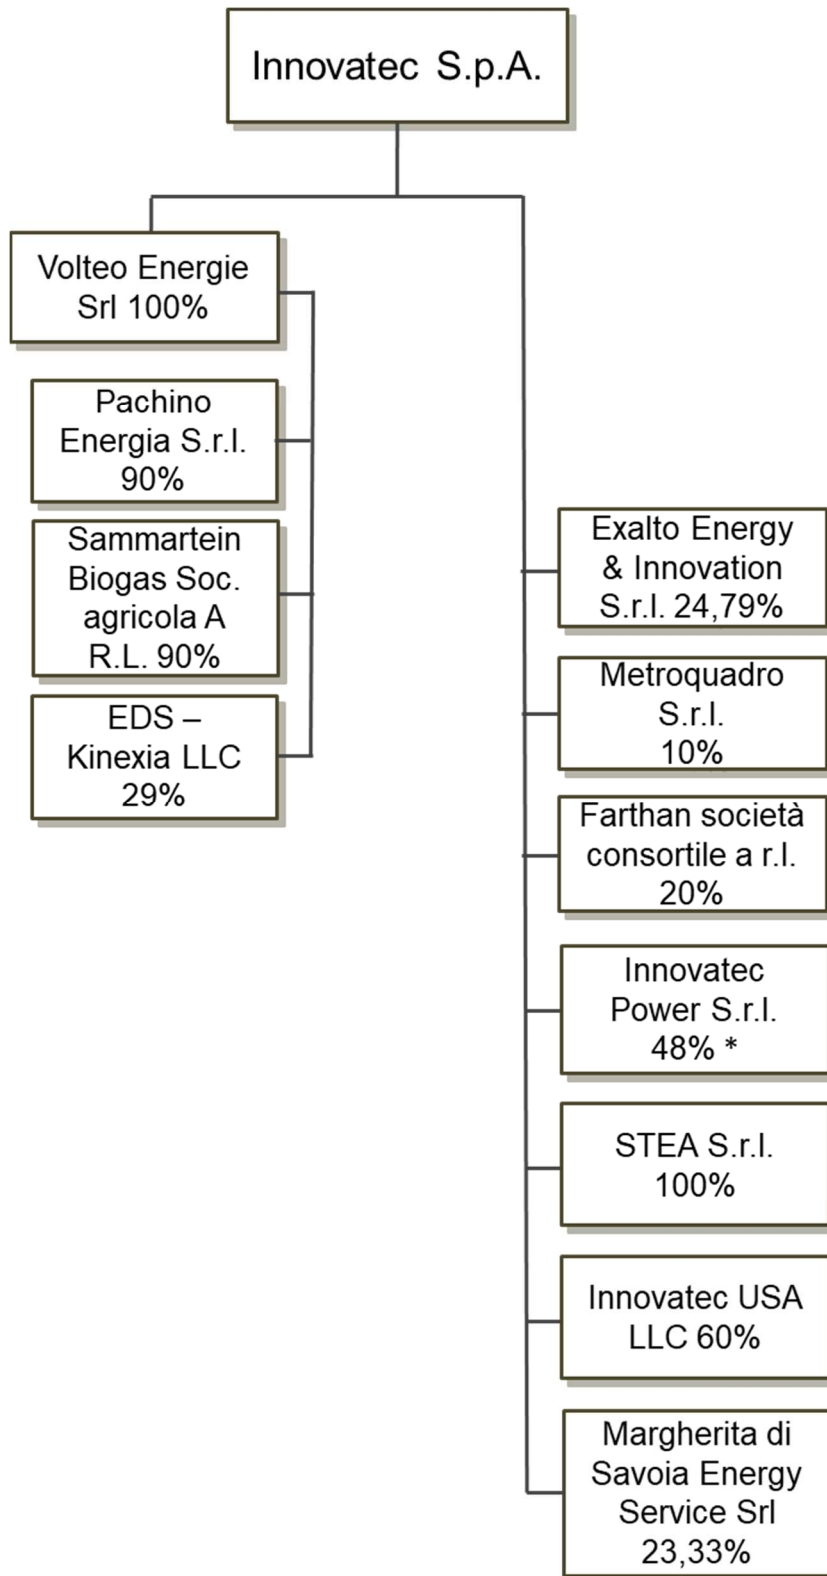 Innovatec S.p.A.
Volteo Energie
Srl 100%
Pachino
Energia S.r.l.
90%
Sammartein
Biogas Soc.
agricola A
R.L. 90%
EDS –
Kinexia LLC
29%
Exalto Energy
& Innovation
S.r.l. 24,79%
Metroquadro
S.r.l.
10%
Farthan società
consortile a r.l.
20%
Innovatec
Power S.r.l.
48% *
STEA S.r.l.
100%
Innovatec USA
LLC 60%
Margherita di
Savoia Energy
Service Srl
23,33%